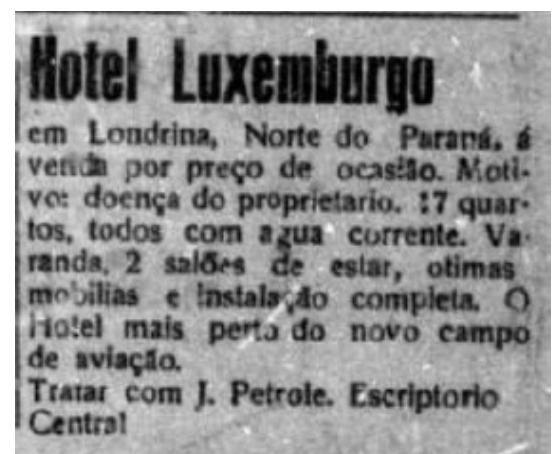 Hotel Luxemburgo
em Londrina, Norte do Paraná, á
venda por preço de ocasião. Moti-
vo: doença do proprietario. 17 quar-
tos, todos com agua corrente. Va-
randa, 2 salões de estar, otimas
mobilias e instalação completa. O
Hotel mais perto do novo campo
de aviação.
Tratar com J. Petrole. Escriptorio
Central